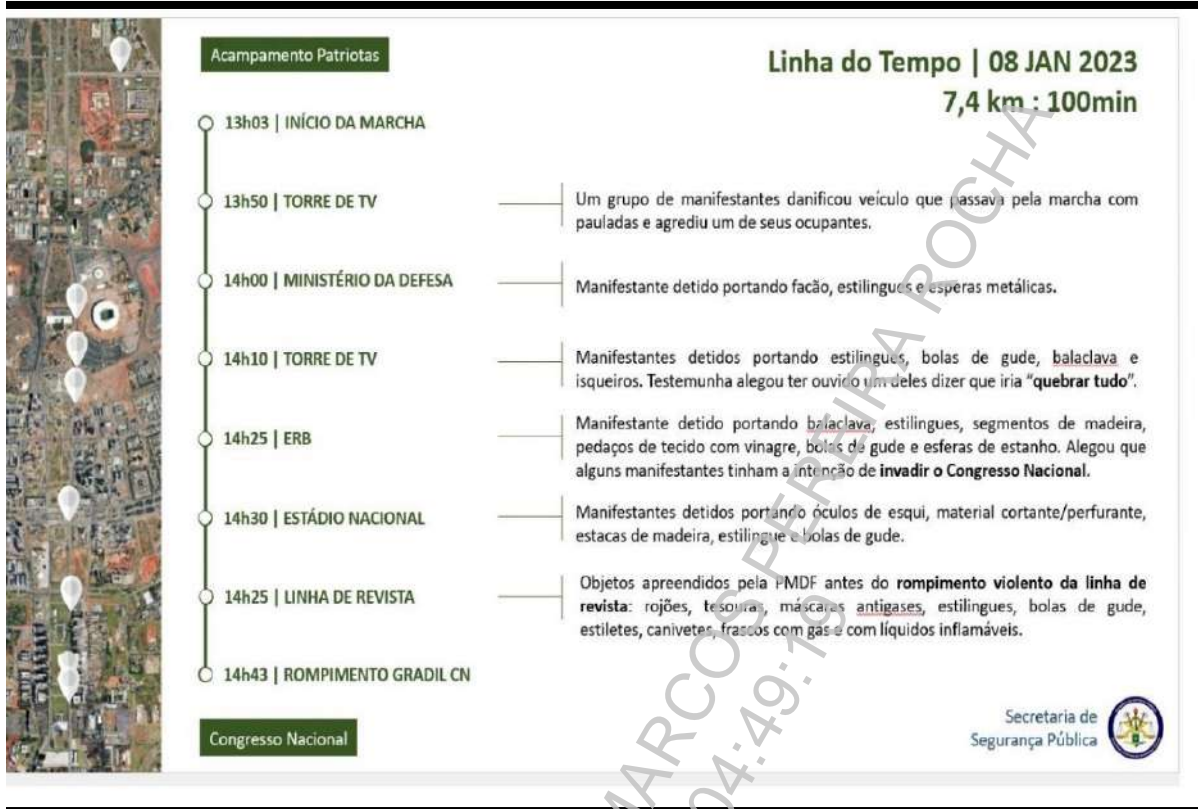 Acampamento Patriotas
Linha do Tempo | 08 JAN 2023
7,4 km : 100min
13h03 | INÍCIO DA MARCHA
13h50 | TORRE DE TV
Um grupo de manifestantes danificou veículo que passava pela marcha com
pauladas e agrediu um de seus ocupantes.
14h00 | MINISTÉRIO DA DEFESA
Manifestante detido portando facão, estilingues e esperas metálicas.
14h10 | TORRE DE TV
Manifestantes detidos portando estilingues, bolas de gude, balaclava e
isqueiros. Testemunha alegou ter ouvido um deles dizer que iria “quebrar tudo”.
14h25 | ERB
Manifestante detido portando balaclava, estilingues, segmentos de madeira,
pedaços de tecido com vinagre, bolas de gude e esferas de estanho. Alegou que
alguns manifestantes tinham a intenção de invadir o Congresso Nacional.
14h30 | ESTÁDIO NACIONAL
Manifestantes detidos portando óculos de esqui, material cortante/perfurante,
estacas de madeira, estilingue e bolas de gude.
14h25 | LINHA DE REVISTA
Objetos apreendidos pela PMDF antes do rompimento violento da linha de
revista: rojões, tesouras, máscaras antigases, estilingues, bolas de gude,
estiletes, canivetes, frascos com gás e com líquidos inflamáveis.
14h43 | ROMPIMENTO GRADIL CN
Congresso Nacional
Secretaria de
Segurança Pública
MARCOS PEREIRA ROCHA
04:49:19